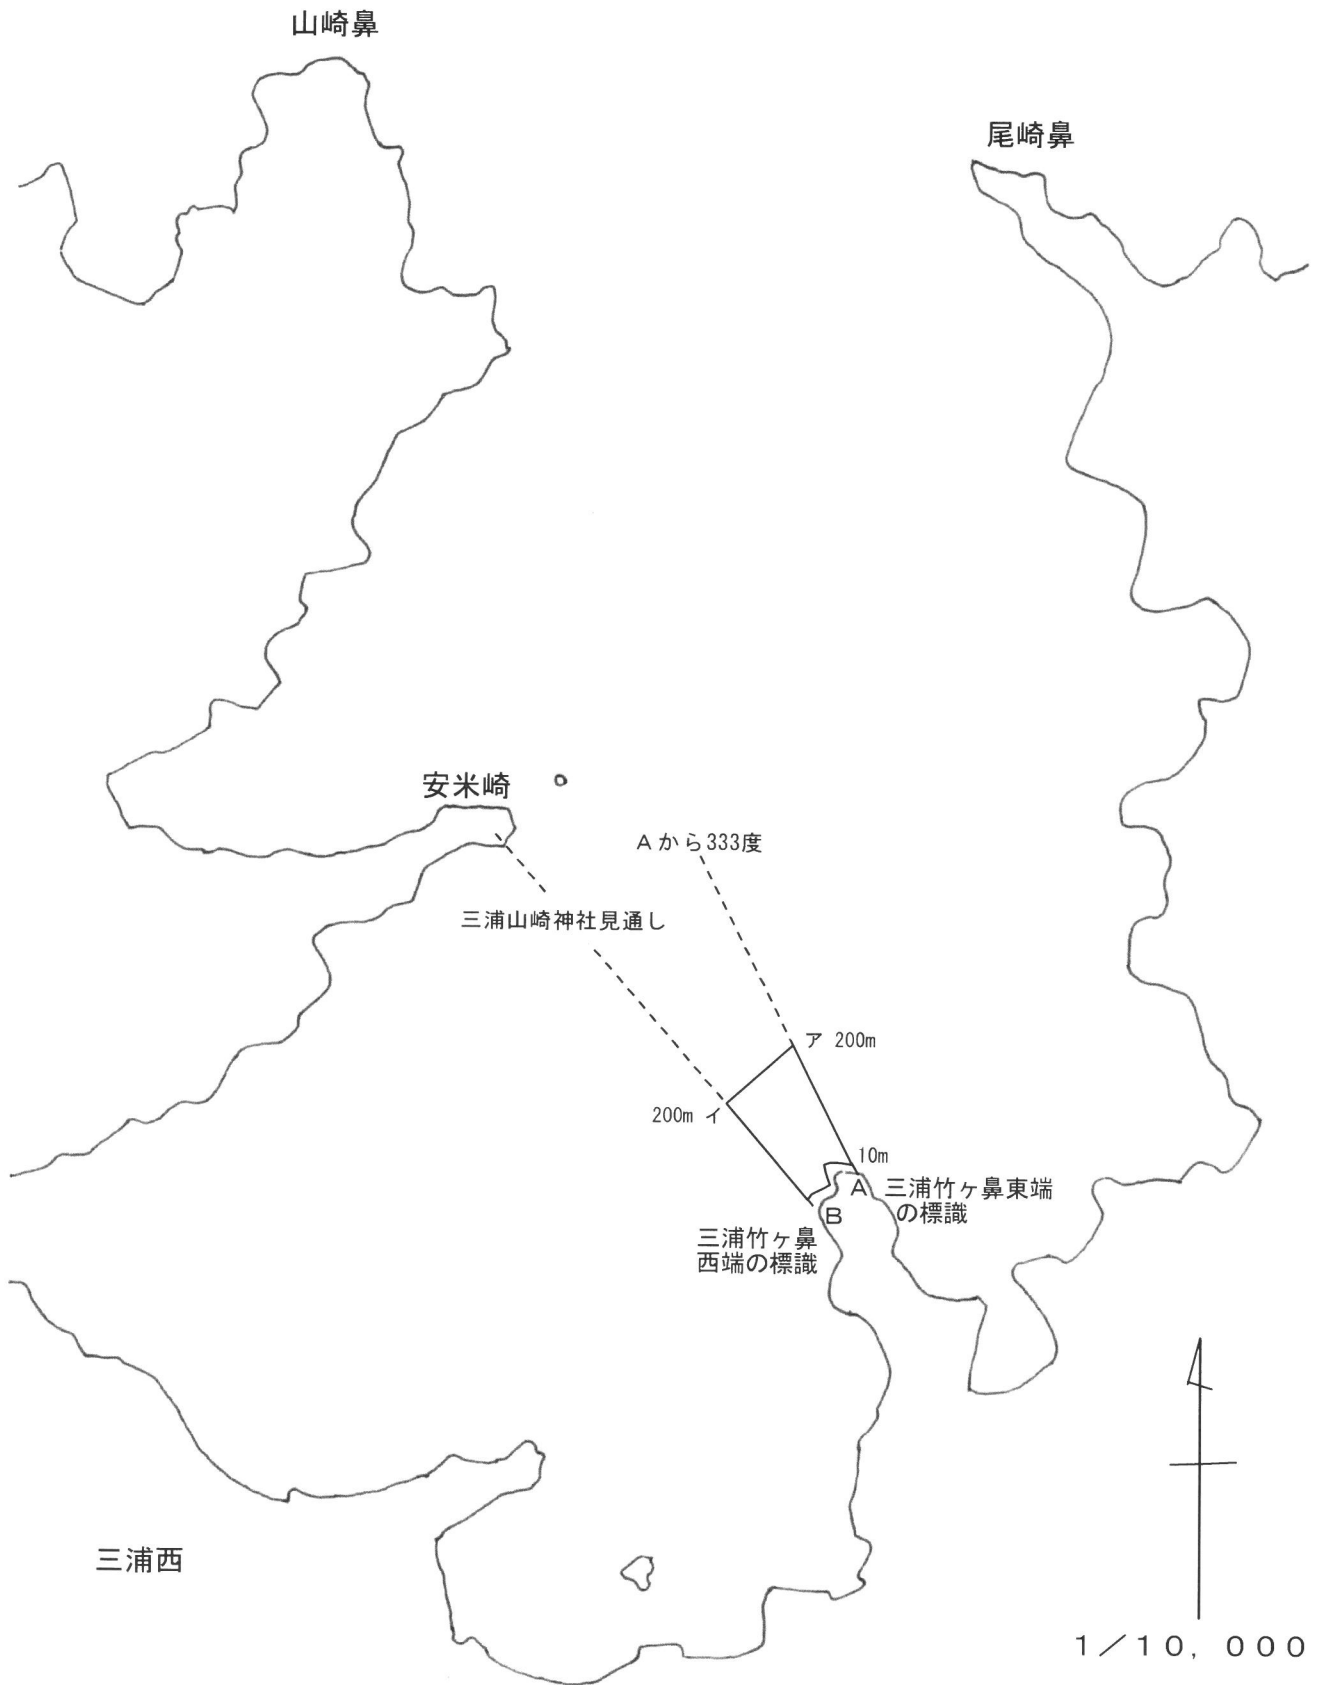 山崎鼻
尾崎鼻
安米崎
Aから333度
三浦山崎神社見通し
ア 200m
200m イ
10m
A
三浦竹ヶ鼻東端
の標識
B
三浦竹ヶ鼻
西端の標識
三浦西
1/10,000